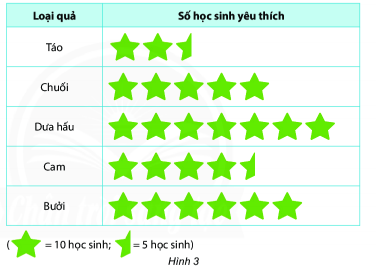 Loại quả Số học sinh yêu thích
Táo
Chuối
Dưa hấu
Cam
Bưởi
( = 10 học sinh; = 5 học sinh)
Hình 3